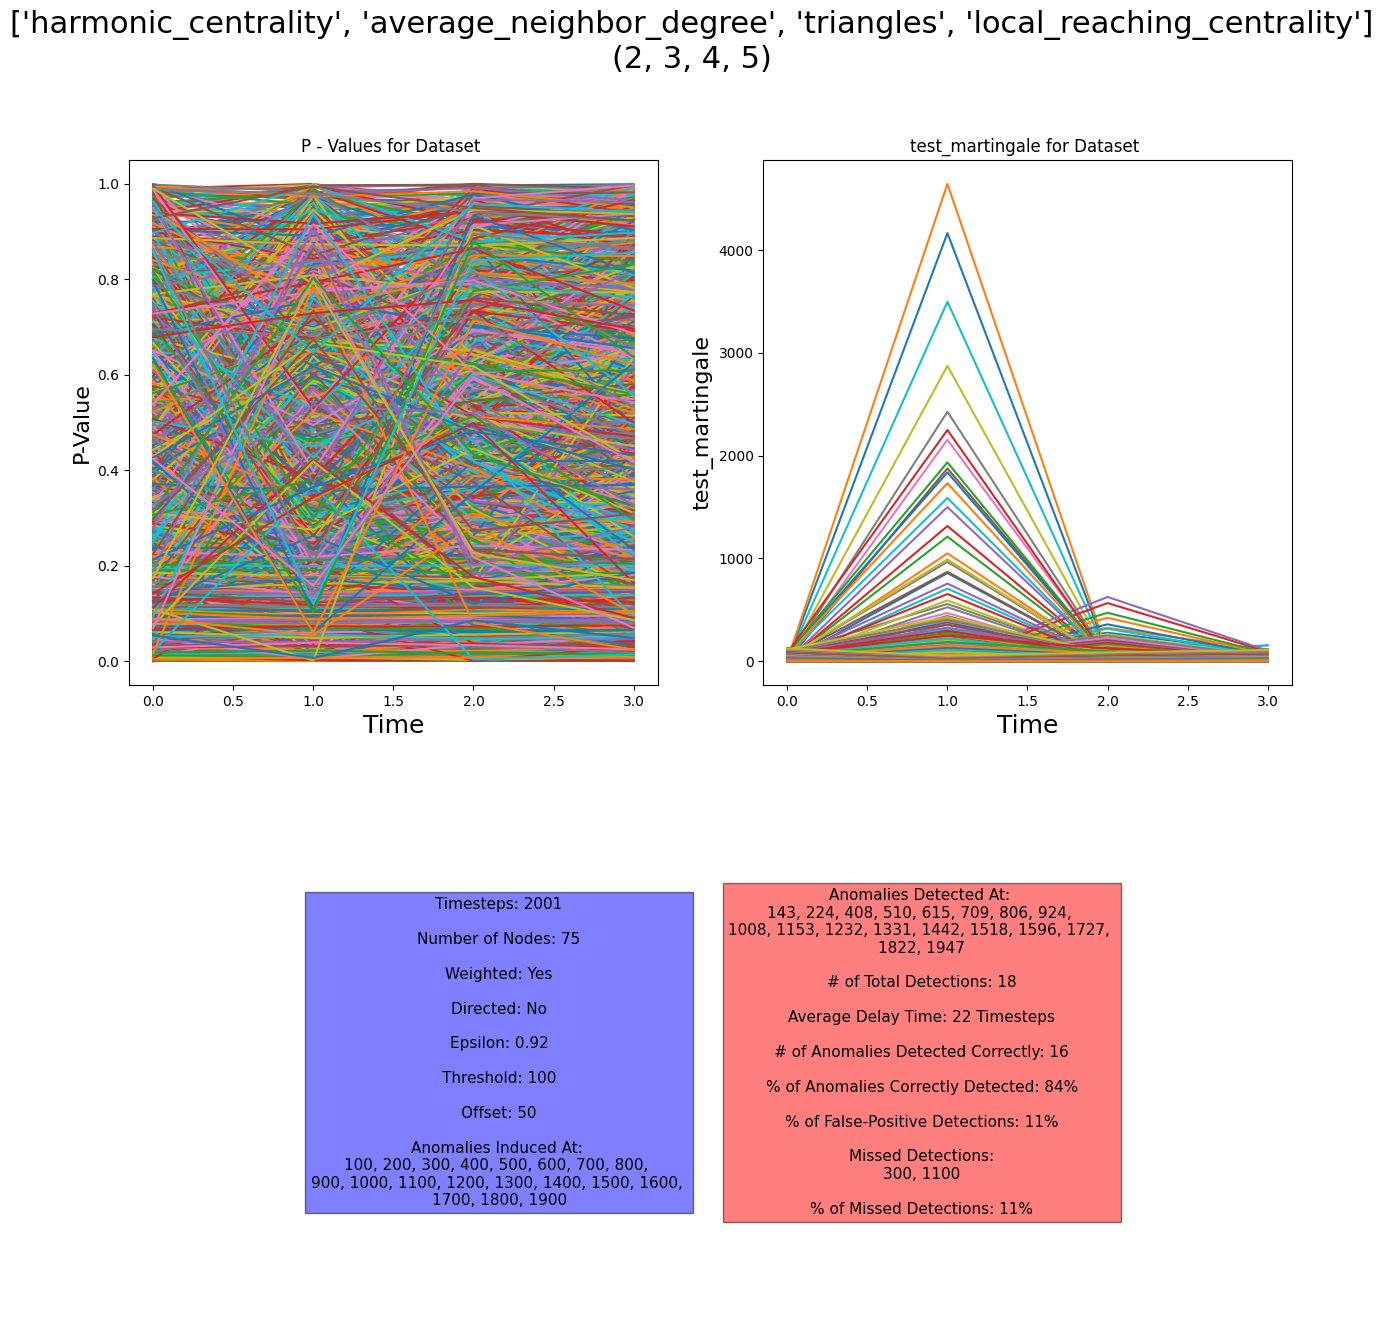 ['harmonic_centrality', 'average_neighbor_degree', 'triangles', 'local_reaching_centrality']
(2, 3, 4, 5)
P - Values for Dataset
1.0
0.8
0.6
0.4
0.2
0.0
P-Value
0.0 0.5 1.0 1.5 2.0 2.5 3.0
Time
test_martingale for Dataset
4000
3000
2000
1000
0
test_martingale
0.0 0.5 1.0 1.5 2.0 2.5 3.0
Time
Timesteps: 2001
Number of Nodes: 75
Weighted: Yes
Directed: No
Epsilon: 0.92
Threshold: 100
Offset: 50
Anomalies Induced At:
100, 200, 300, 400, 500, 600, 700, 800,
900, 1000, 1100, 1200, 1300, 1400, 1500, 1600,
1700, 1800, 1900
Anomalies Detected At:
143, 224, 408, 510, 615, 709, 806, 924,
1008, 1153, 1232, 1331, 1442, 1518, 1596, 1727,
1822, 1947
# of Total Detections: 18
Average Delay Time: 22 Timesteps
# of Anomalies Detected Correctly: 16
% of Anomalies Correctly Detected: 84%
% of False-Positive Detections: 11%
Missed Detections:
300, 1100
% of Missed Detections: 11%